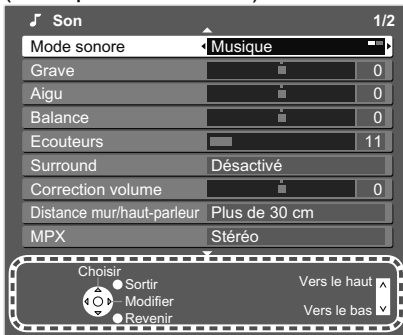 Son 1/2
Mode sonore Musique
Grave 0
Aigu 0
Balance 0
Ecouteurs 11
Surround Désactivé
Correction volume 0
Distance mur/haut-parleur Plus de 30 cm
MPX Stéréo
Choisir
Sortir
Modifier
Revenir
Vers le haut
Vers le bas